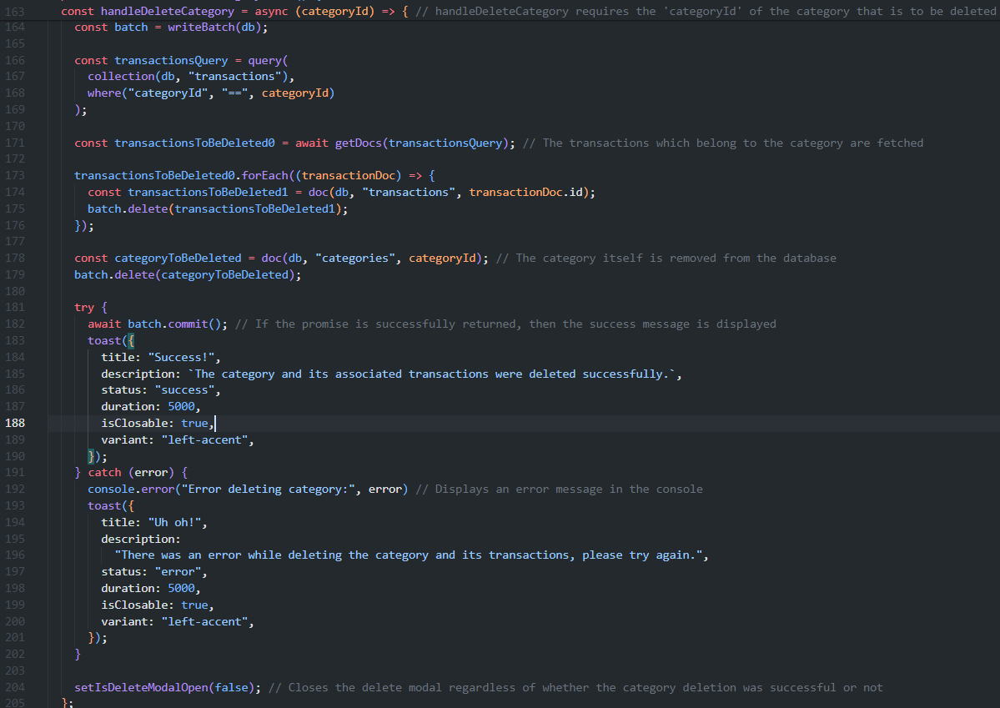 163 const handleDeleteCategory = async (categoryId) => { // handleDeleteCategory requires the 'categoryId' of the category that is to be deleted
164 const batch = writeBatch(db);
165
166 const transactionsQuery = query(
167 collection(db, "transactions"),
168 where("categoryId", "==", categoryId)
169 );
170
171 const transactionsToBeDeleted0 = await getDocs(transactionsQuery); // The transactions which belong to the category are fetched
172
173 transactionsToBeDeleted0.forEach((transactionDoc) => {
174 const transactionsToBeDeleted1 = doc(db, "transactions", transactionDoc.id);
175 batch.delete(transactionsToBeDeleted1);
176 });
177
178 const categoryToBeDeleted = doc(db, "categories", categoryId); // The category itself is removed from the database
179 batch.delete(categoryToBeDeleted);
180
181 try {
182 await batch.commit(); // If the promise is successfully returned, then the success message is displayed
183 toast({
184 title: "Success!",
185 description: `The category and its associated transactions were deleted successfully.`,
186 status: "success",
187 duration: 5000,
188 isClosable: true,
189 variant: "left-accent",
190 });
191 } catch (error) {
192 console.error("Error deleting category:", error) // Displays an error message in the console
193 toast({
194 title: "Uh oh!",
195 description:
196 "There was an error while deleting the category and its transactions, please try again.",
197 status: "error",
198 duration: 5000,
199 isClosable: true,
200 variant: "left-accent",
201 });
202 }
203
204 setIsDeleteModalOpen(false); // Closes the delete modal regardless of whether the category deletion was successful or not
205 };